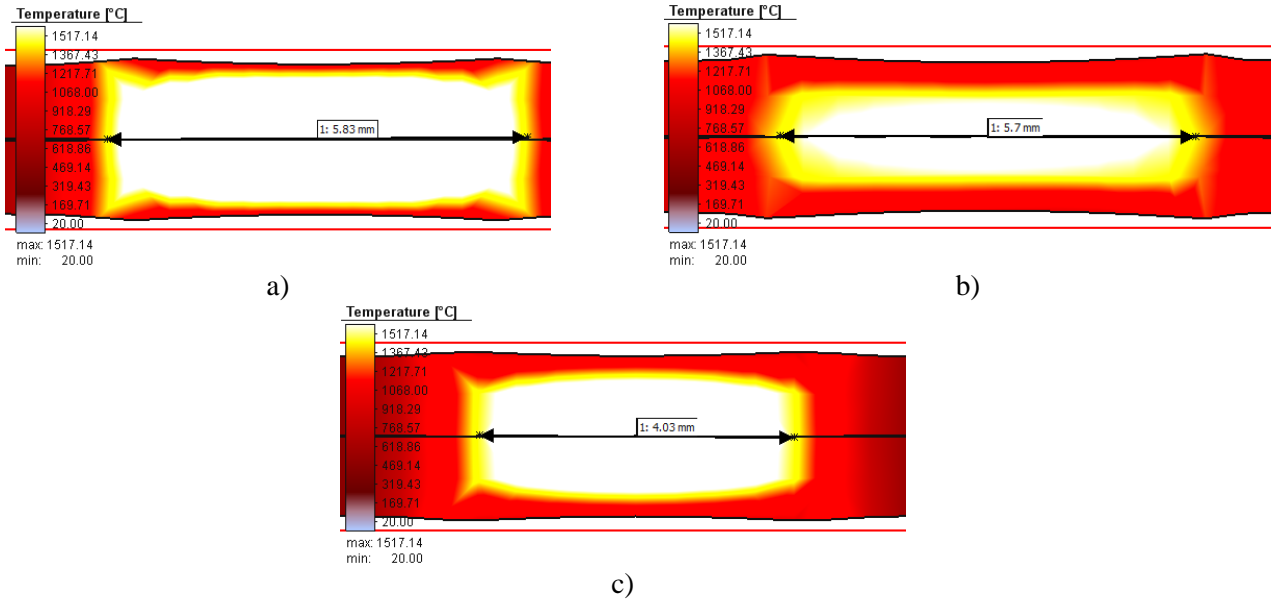 Temperature [°C]
1517.14
1367.43
1217.71
1068.00
918.29
768.57
618.86
469.14
319.43
169.71
20.00
max: 1517.14
min: 20.00
1: 5.83 mm
a)
Temperature [°C]
1517.14
1367.43
1217.71
1068.00
918.29
768.57
618.86
469.14
319.43
169.71
20.00
max: 1517.14
min: 20.00
1: 5.7 mm
b)
Temperature [°C]
1517.14
1367.43
1217.71
1068.00
918.29
768.57
618.86
469.14
319.43
169.71
20.00
max: 1517.14
min: 20.00
1: 4.03 mm
c)